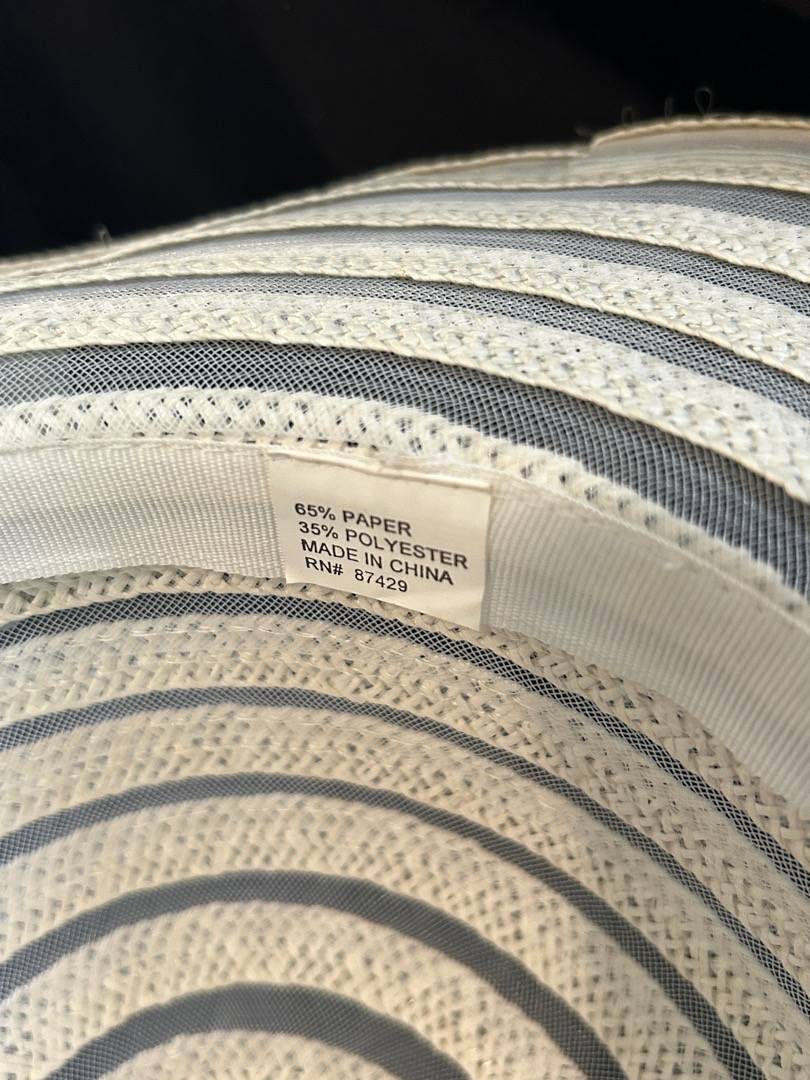 65% PAPER
35% POLYESTER
MADE IN CHINA
RN# 87429